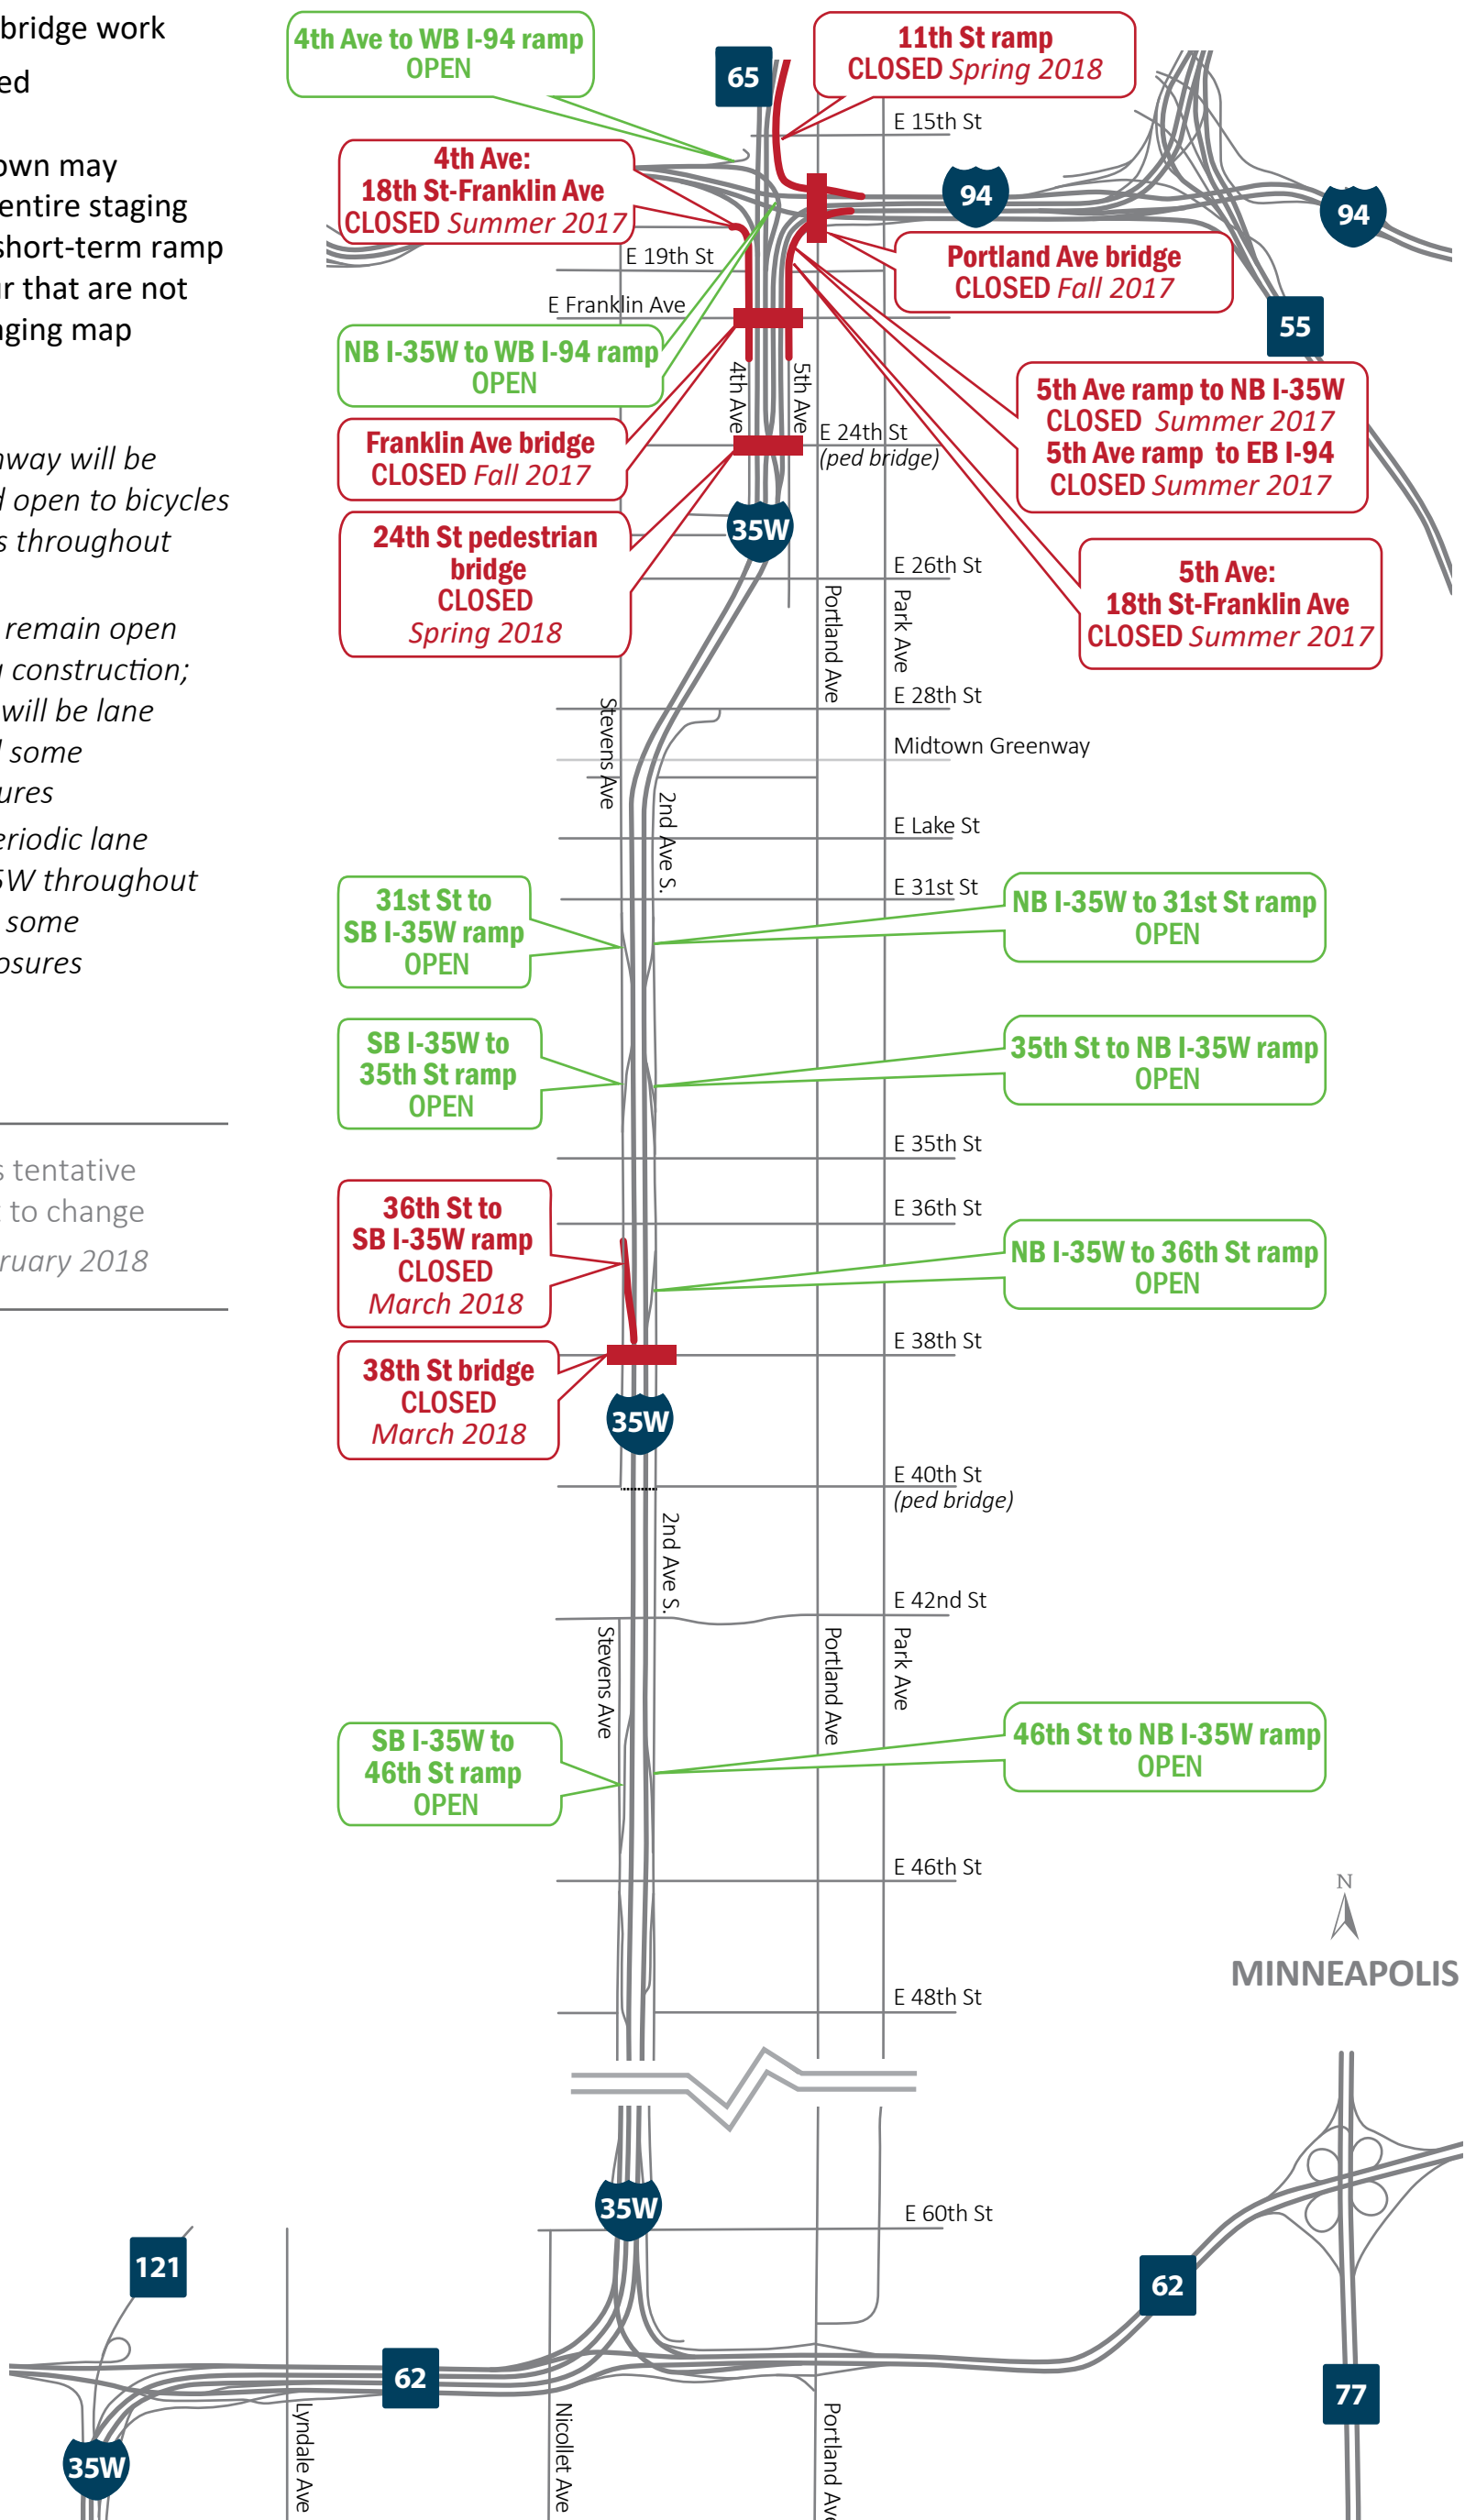 bridge work
ed
own may
entire staging
short-term ramp
ur that are not
aging map
nway will be
d open to bicycles
s throughout
remain open
g construction;
will be lane
d some
ures
eriodic lane
5W throughout
some
osures
s tentative
t to change
ruary 2018
4th Ave to WB I-94 ramp
OPEN
65
11th St ramp
CLOSED Spring 2018
E 15th St
4th Ave:
18th St-Franklin Ave
CLOSED Summer 2017
94
94
E 19th St
Portland Ave bridge
CLOSED Fall 2017
E Franklin Ave
55
NB I-35W to WB I-94 ramp
OPEN
4th Ave
5th Ave
5th Ave ramp to NB I-35W
CLOSED Summer 2017
5th Ave ramp to EB I-94
CLOSED Summer 2017
Franklin Ave bridge
CLOSED Fall 2017
E 24th St
(ped bridge)
35W
24th St pedestrian
bridge
CLOSED
Spring 2018
5th Ave:
18th St-Franklin Ave
CLOSED Summer 2017
E 26th St
Portland Ave
Park Ave
E 28th St
Stevens Ave
Midtown Greenway
2nd Ave S.
E Lake St
E 31st St
31st St to
SB I-35W ramp
OPEN
NB I-35W to 31st St ramp
OPEN
SB I-35W to
35th St ramp
OPEN
35th St to NB I-35W ramp
OPEN
E 35th St
36th St to
SB I-35W ramp
CLOSED
March 2018
E 36th St
NB I-35W to 36th St ramp
OPEN
E 38th St
38th St bridge
CLOSED
March 2018
35W
E 40th St
(ped bridge)
2nd Ave S.
E 42nd St
Stevens Ave
Portland Ave
Park Ave
SB I-35W to
46th St ramp
OPEN
46th St to NB I-35W ramp
OPEN
E 46th St
N
MINNEAPOLIS
E 48th St
35W
E 60th St
121
62
62
77
Lyndale Ave
Nicollet Ave
Portland Ave
35W